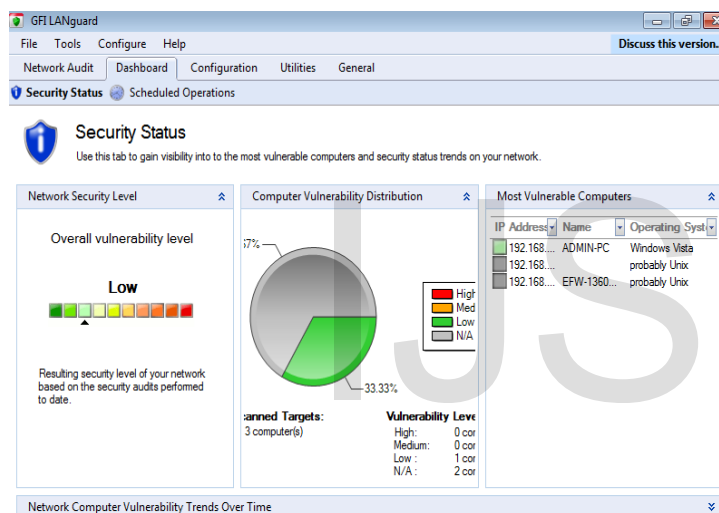 GFI LANguard
File Tools Configure Help
Discuss this version.
Network Audit Dashboard Configuration Utilities General
Security Status Scheduled Operations
Security Status
Use this tab to gain visibility into to the most vulnerable computers and security status trends on your network.
Network Security Level
Overall vulnerability level
Low
Resulting security level of your network
based on the security audits performed
to date.
Computer Vulnerability Distribution
57%
33.33%
High
Med
Low
N/A
anned Targets:
3 computer(s)
Vulnerability Leve
High: 0 cor
Medium: 0 cor
Low : 1 cor
N/A : 2 cor
Most Vulnerable Computers
IP Address Name Operating Syst
192.168.... ADMIN-PC Windows Vista
192.168.... probably Unix
192.168.... EFW-1360... probably Unix
IJS
Network Computer Vulnerability Trends Over Time